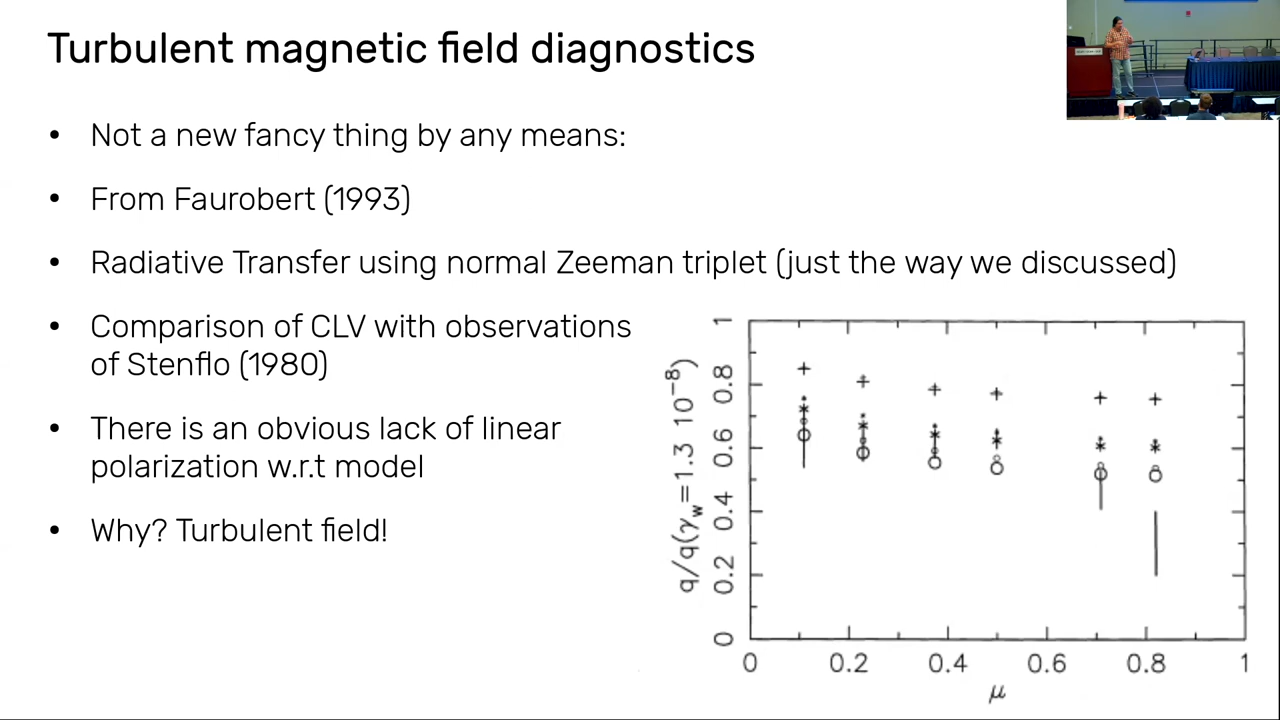 Turbulent magnetic field diagnostics
• Not a new fancy thing by any means:
• From Faurobert (1993)
• Radiative Transfer using normal Zeeman triplet (just the way we discussed)
• Comparison of CLV with observations
of Stenflo (1980)
• There is an obvious lack of linear
polarization w.r.t model
• Why? Turbulent field!
q/q(γw=1.3 10−8)
1
0.8
0.6
0.4
0.2
0
0 0.2 0.4 0.6 0.8 1
μ